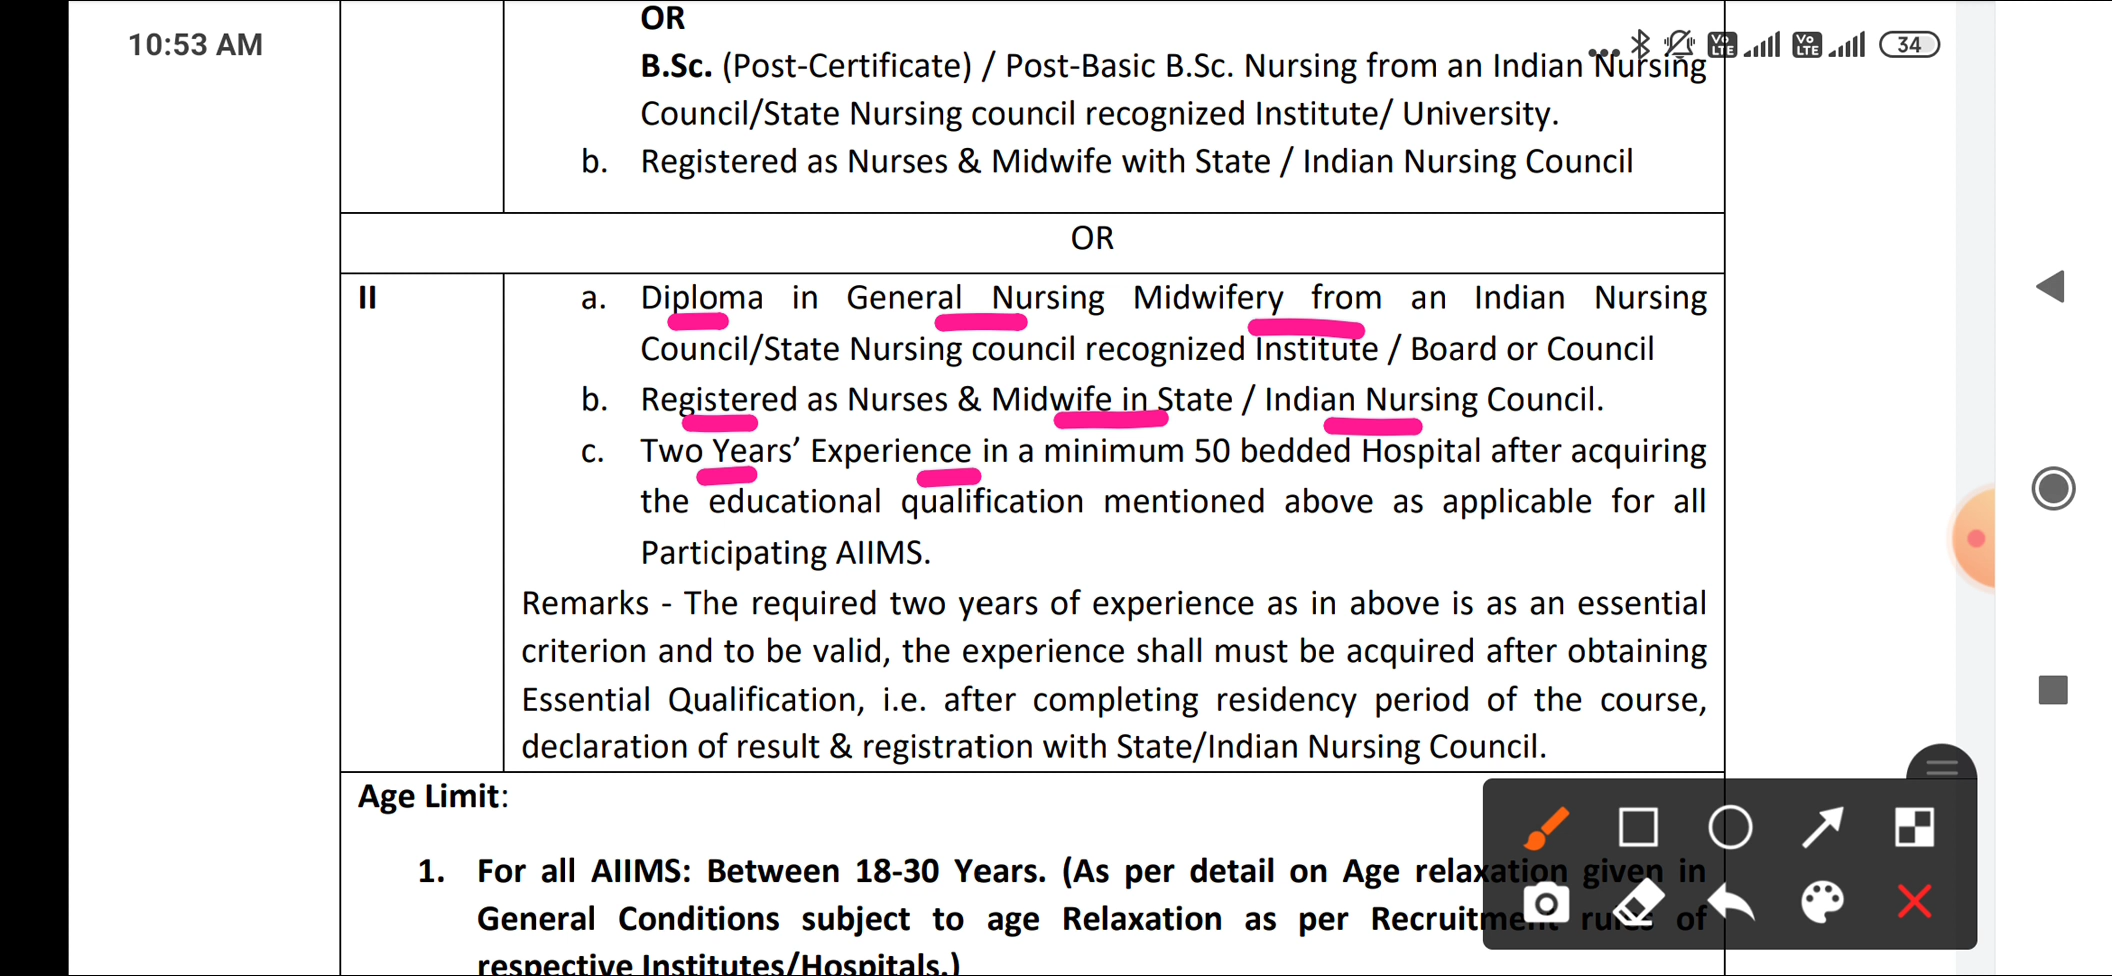 OR
10:53 AM
34
B.Sc. (Post-Certificate) / Post-Basic B.Sc. Nursing from an Indian Nursing
Council/State Nursing council recognized Institute/ University.
b. Registered as Nurses & Midwife with State / Indian Nursing Council
OR
II
a. Diploma in General Nursing Midwifery from an Indian Nursing
Council/State Nursing council recognized Institute / Board or Council
b. Registered as Nurses & Midwife in State / Indian Nursing Council.
c. Two Years’ Experience in a minimum 50 bedded Hospital after acquiring
the educational qualification mentioned above as applicable for all
Participating AIIMS.
Remarks - The required two years of experience as in above is as an essential
criterion and to be valid, the experience shall must be acquired after obtaining
Essential Qualification, i.e. after completing residency period of the course,
declaration of result & registration with State/Indian Nursing Council.
Age Limit:
1. For all AIIMS: Between 18-30 Years. (As per detail on Age relaxation given in
General Conditions subject to age Relaxation as per Recruitment rules of
respective Institutes/Hospitals.)